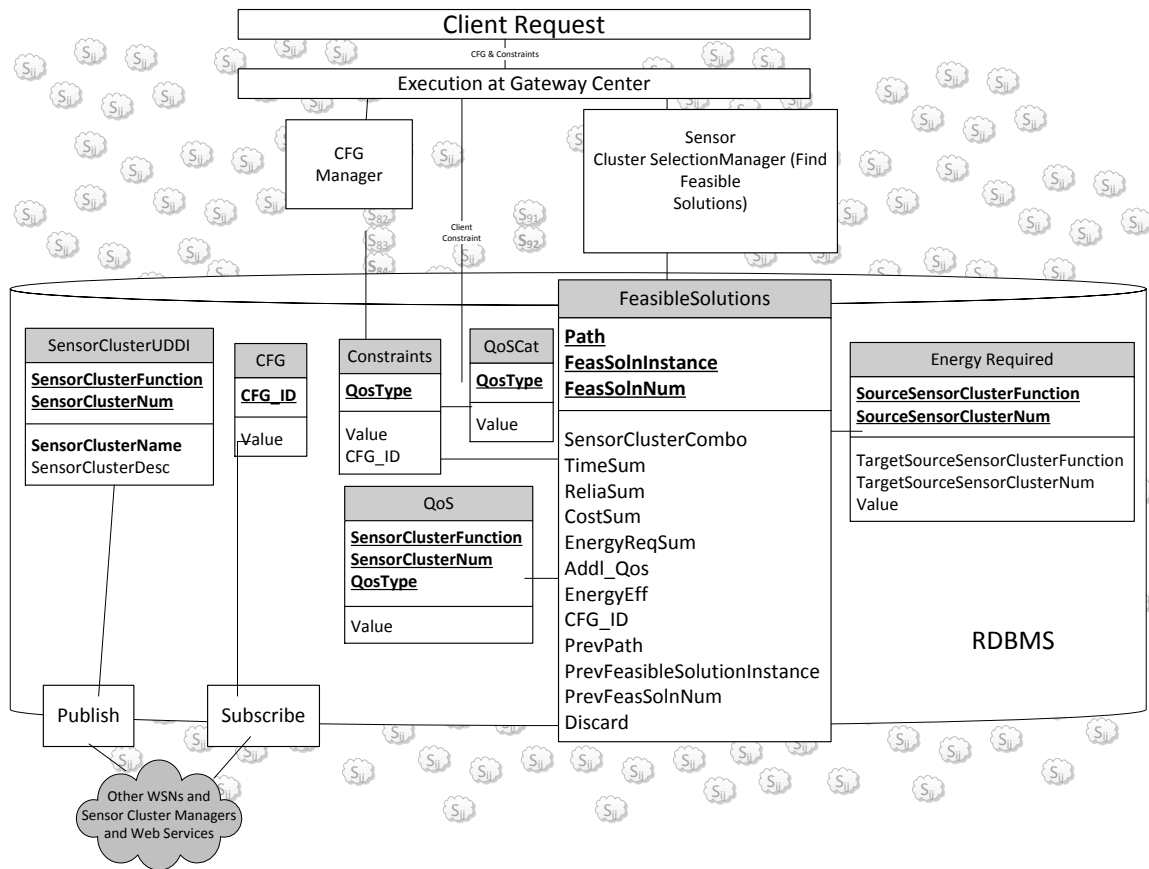 Client Request
CFG & Constraints
Execution at Gateway Center
CFG
Manager
Sensor
Cluster SelectionManager (Find
Feasible
Solutions)
Client
Constraint
S82
S83
S84
S91
S92
Sij
SensorClusterUDDI
SensorClusterFunction
SensorClusterNum
SensorClusterName
SensorClusterDesc
CFG
CFG_ID
Value
Constraints
QosType
Value
CFG_ID
QoSCat
QosType
Value
QoS
SensorClusterFunction
SensorClusterNum
QosType
Value
FeasibleSolutions
Path
FeasSolnInstance
FeasSolnNum
SensorClusterCombo
TimeSum
ReliaSum
CostSum
EnergyReqSum
Addl_Qos
EnergyEff
CFG_ID
PrevPath
PrevFeasibleSolutionInstance
PrevFeasSolnNum
Discard
Energy Required
SourceSensorClusterFunction
SourceSensorClusterNum
TargetSourceSensorClusterFunction
TargetSourceSensorClusterNum
Value
RDBMS
Publish
Subscribe
Other WSNs and
Sensor Cluster Managers
and Web Services